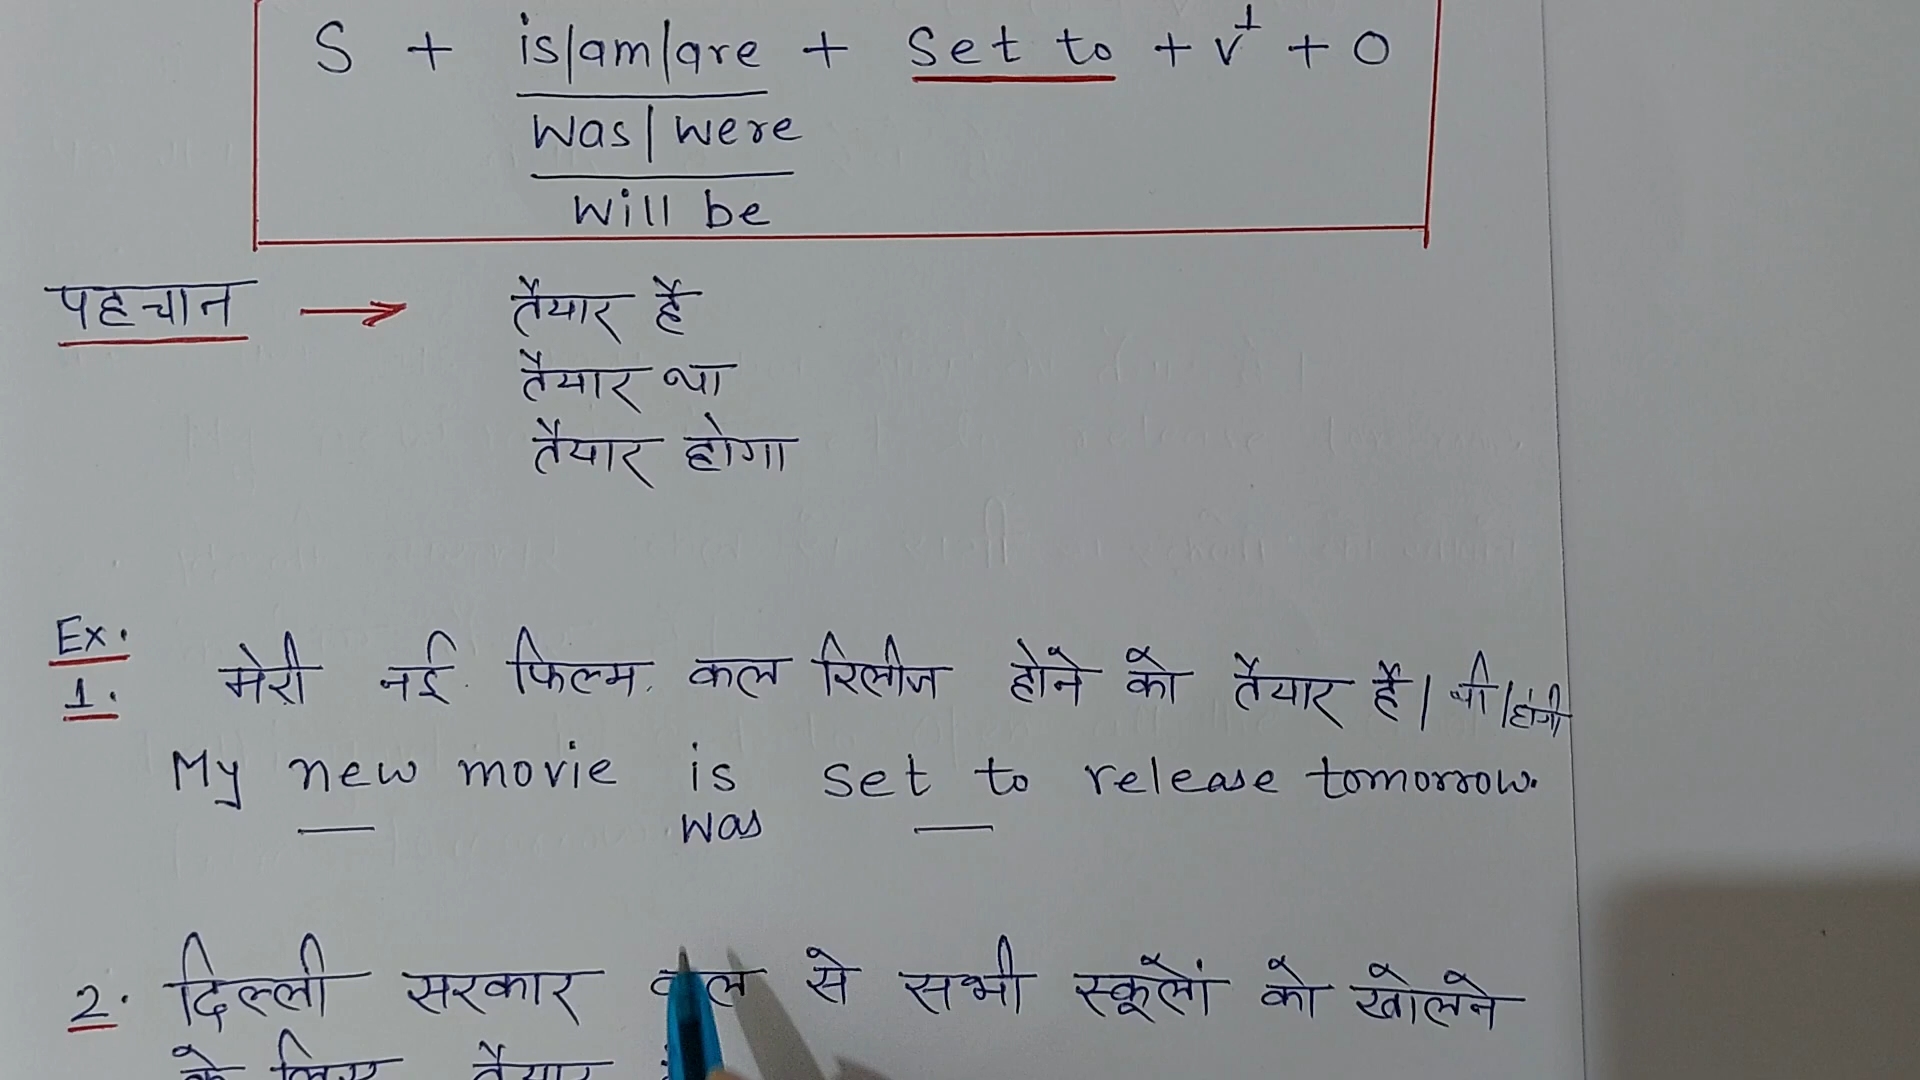 S + is/am/are + Set to + V¹ + O
Was/were
Will be
पहचान → तैयार है
तैयार था
तैयार होगा
Ex.
1. मेरी नई फिल्म कल रिलीज होने को तैयार है / थी / होगी
My new movie is set to release tomorrow.
was
2. दिल्ली सरकार कल से सभी स्कूलों को खोलने
के लिए तैयार